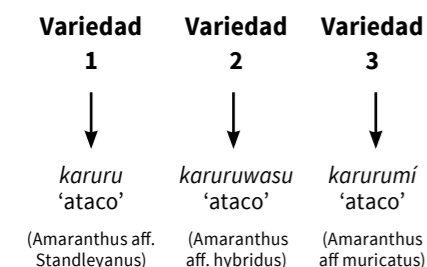 Variedad
1
Variedad
2
Variedad
3
karuru
'ataco'
karuruwasu
'ataco'
karurumí
'ataco'
(Amaranthus aff.
Standleyanus)
(Amaranthus
aff. hybridus)
(Amaranthus
aff muricatus)